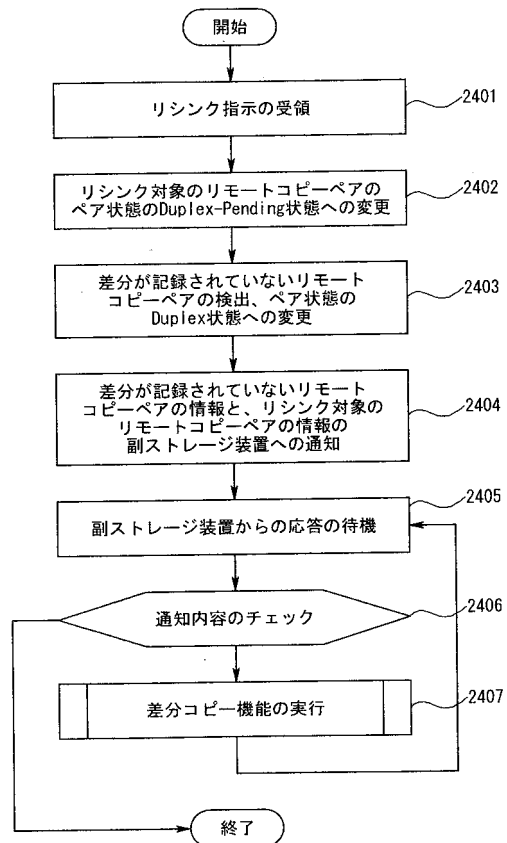 開始
リシンク指示の受領
2401
リシンク対象のリモートコピーペアの
ペア状態のDuplex-Pending状態への変更
2402
差分が記録されていないリモート
コピーペアの検出、ペア状態の
Duplex状態への変更
2403
差分が記録されていないリモート
コピーペアの情報と、リシンク対象の
リモートコピーペアの情報の
副ストレージ装置への通知
2404
副ストレージ装置からの応答の待機
2405
通知内容のチェック
2406
差分コピー機能の実行
2407
終了